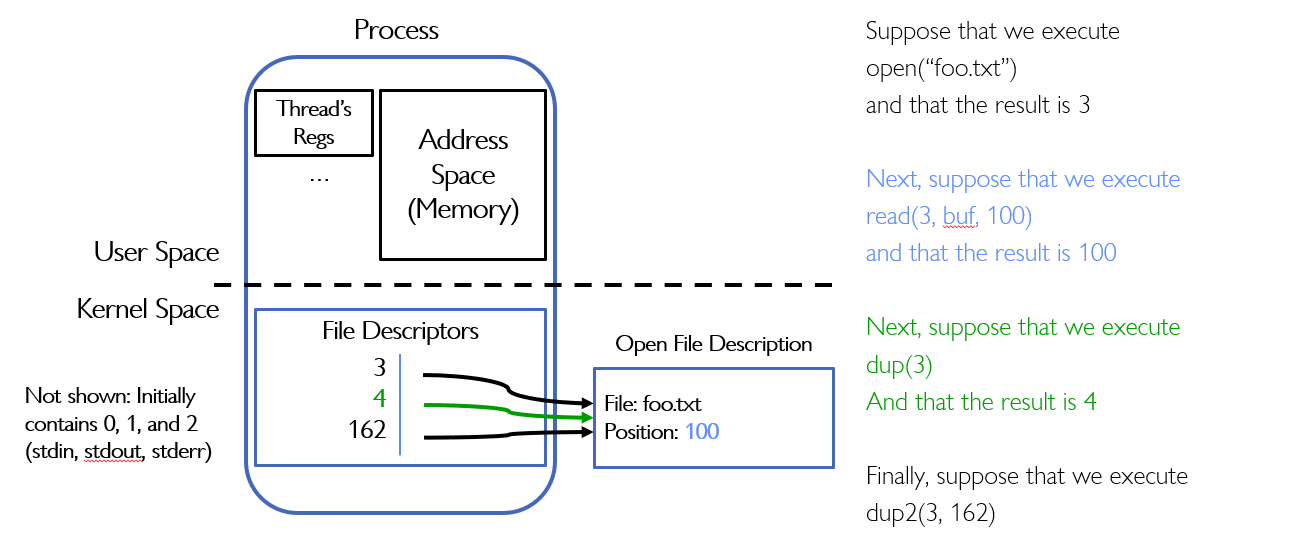 Process
Thread's
Regs
...
Address
Space
(Memory)
User Space
Kernel Space
File Descriptors
3
4
162
Not shown: Initially
contains 0, 1, and 2
(stdin, stdout, stderr)
Open File Description
File: foo.txt
Position: 100
Suppose that we execute
open(“foo.txt”)
and that the result is 3
Next, suppose that we execute
read(3, buf, 100)
and that the result is 100
Next, suppose that we execute
dup(3)
And that the result is 4
Finally, suppose that we execute
dup2(3, 162)